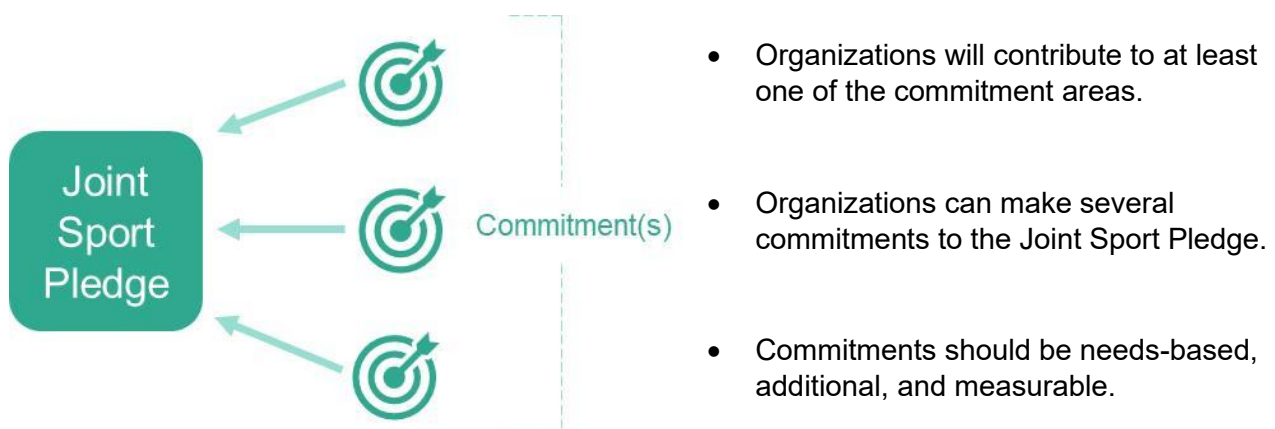 Joint
Sport
Pledge
Commitment(s)
• Organizations will contribute to at least
one of the commitment areas.
• Organizations can make several
commitments to the Joint Sport Pledge.
• Commitments should be needs-based,
additional, and measurable.